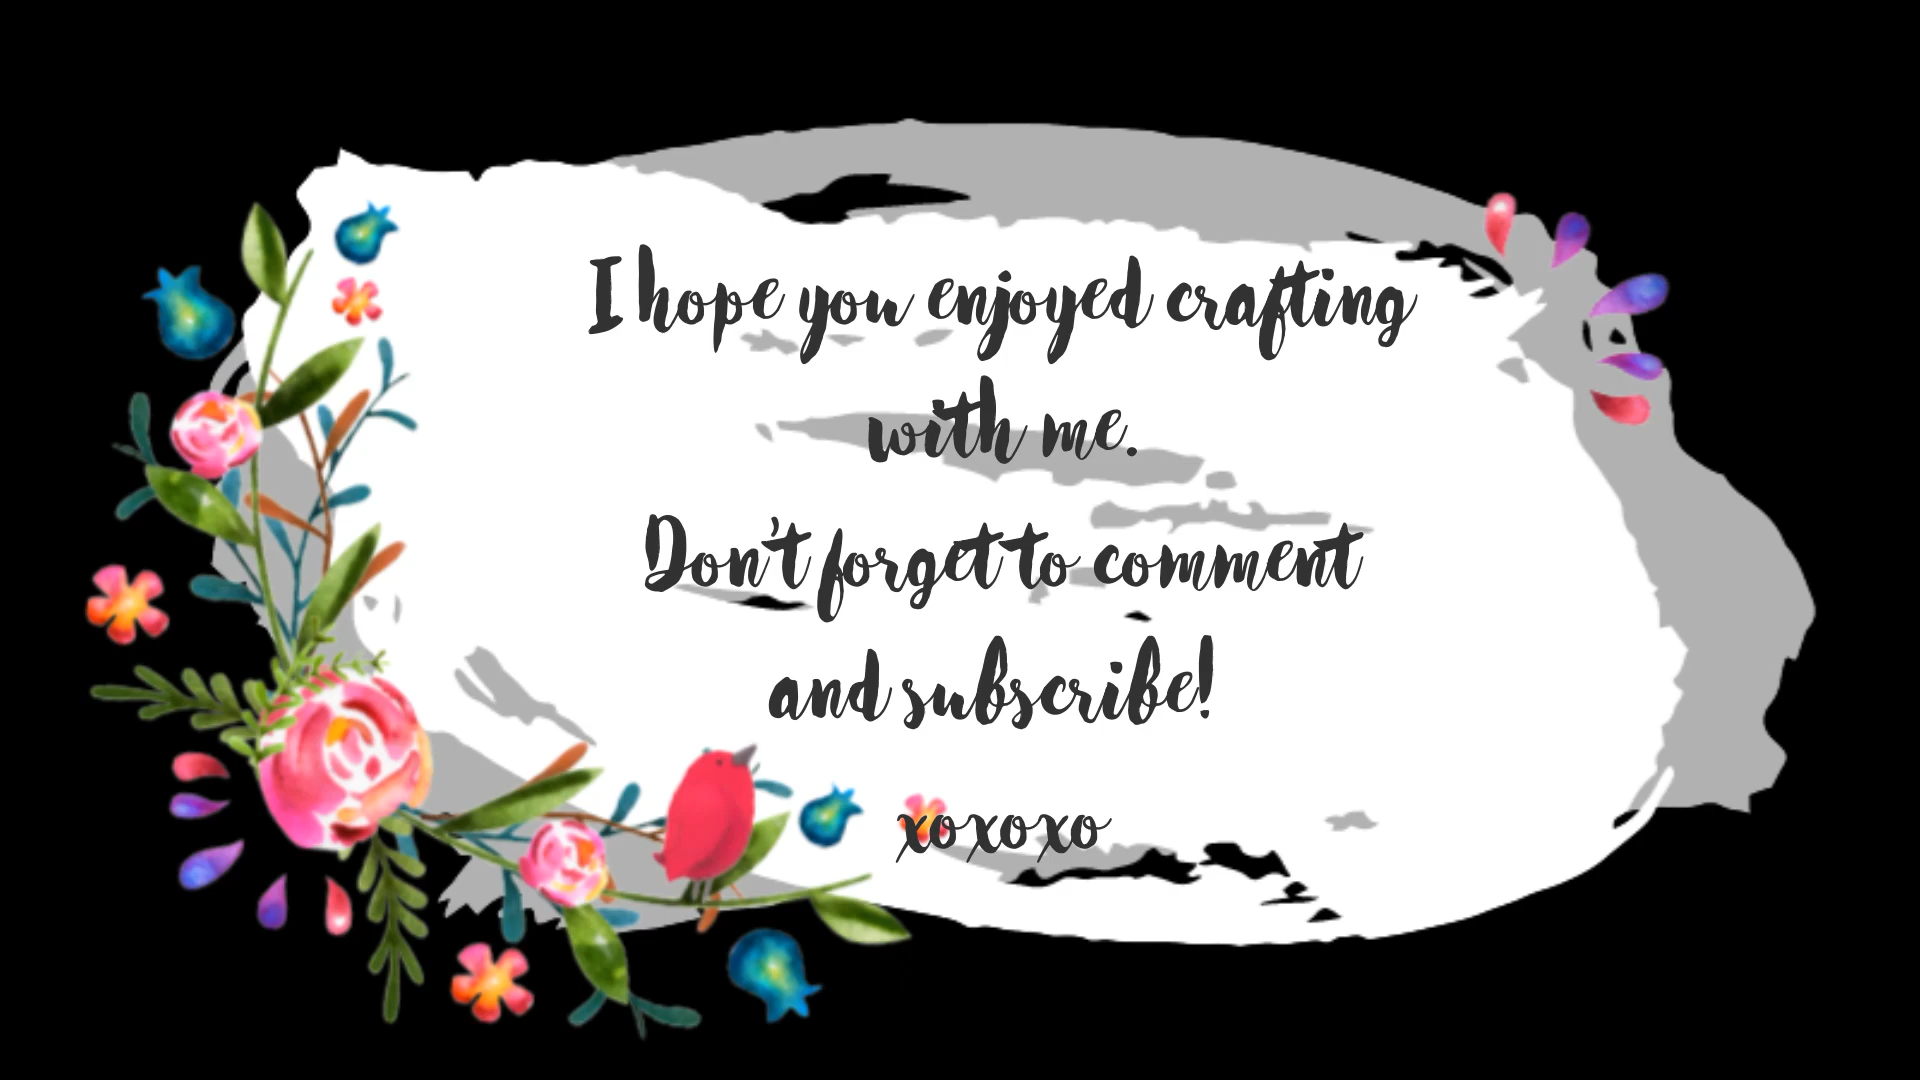 I hope you enjoyed crafting
with me.
Don't forget to comment
and subscribe!
xoxoxo